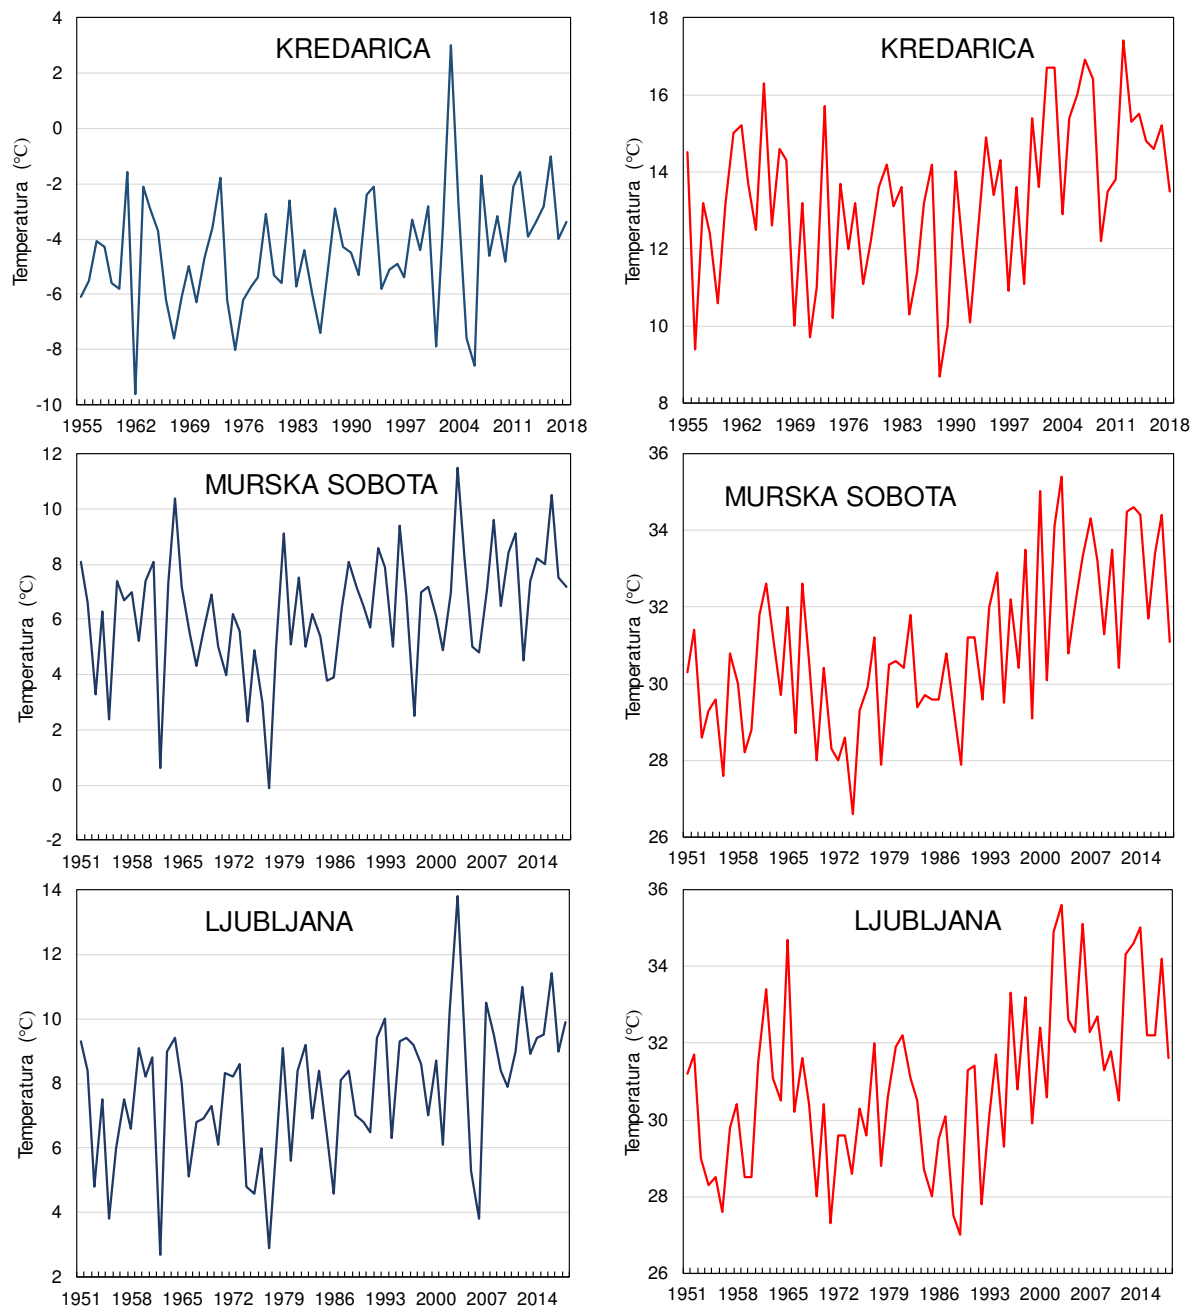 KREDARICA
Temperatura (°C)
4
2
0
-2
-4
-6
-8
-10
1955 1962 1969 1976 1983 1990 1997 2004 2011 2018
KREDARICA
Temperatura (°C)
18
16
14
12
10
8
1955 1962 1969 1976 1983 1990 1997 2004 2011 2018
MURSKA SOBOTA
Temperatura (°C)
12
10
8
6
4
2
0
-2
1951 1958 1965 1972 1979 1986 1993 2000 2007 2014
MURSKA SOBOTA
Temperatura (°C)
36
34
32
30
28
26
1951 1958 1965 1972 1979 1986 1993 2000 2007 2014
LJUBLJANA
Temperatura (°C)
14
12
10
8
6
4
2
1951 1958 1965 1972 1979 1986 1993 2000 2007 2014
LJUBLJANA
Temperatura (°C)
36
34
32
30
28
26
1951 1958 1965 1972 1979 1986 1993 2000 2007 2014